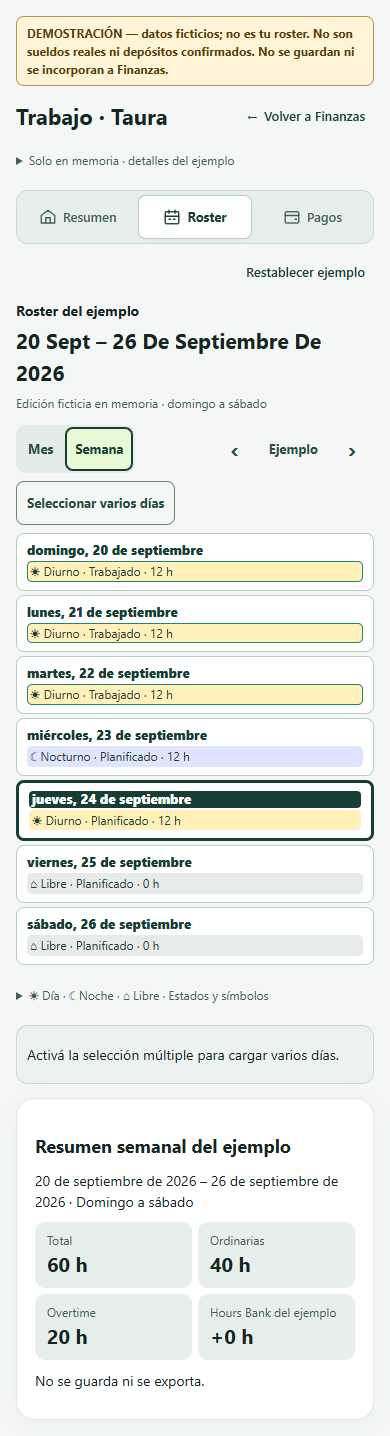 DEMOSTRACIÓN — datos ficticios; no es tu roster. No son
sueldos reales ni depósitos confirmados. No se guardan ni
se incorporan a Finanzas.
Trabajo · Taura
← Volver a Finanzas
▶ Solo en memoria · detalles del ejemplo
Resumen
Roster
Pagos
Restablecer ejemplo
Roster del ejemplo
20 Sept – 26 De Septiembre De
2026
Edición ficticia en memoria · domingo a sábado
Mes
Semana
‹
Ejemplo
›
Seleccionar varios días
domingo, 20 de septiembre
☀ Diurno · Trabajado · 12 h
lunes, 21 de septiembre
☀ Diurno · Trabajado · 12 h
martes, 22 de septiembre
☀ Diurno · Trabajado · 12 h
miércoles, 23 de septiembre
☾ Nocturno · Planificado · 12 h
jueves, 24 de septiembre
☀ Diurno · Planificado · 12 h
viernes, 25 de septiembre
⌂ Libre · Planificado · 0 h
sábado, 26 de septiembre
⌂ Libre · Planificado · 0 h
▶ ☀ Día · ☾ Noche · ⌂ Libre · Estados y símbolos
Activá la selección múltiple para cargar varios días.
Resumen semanal del ejemplo
20 de septiembre de 2026 – 26 de septiembre de
2026 · Domingo a sábado
Total
60 h
Ordinarias
40 h
Overtime
20 h
Hours Bank del ejemplo
+0 h
No se guarda ni se exporta.